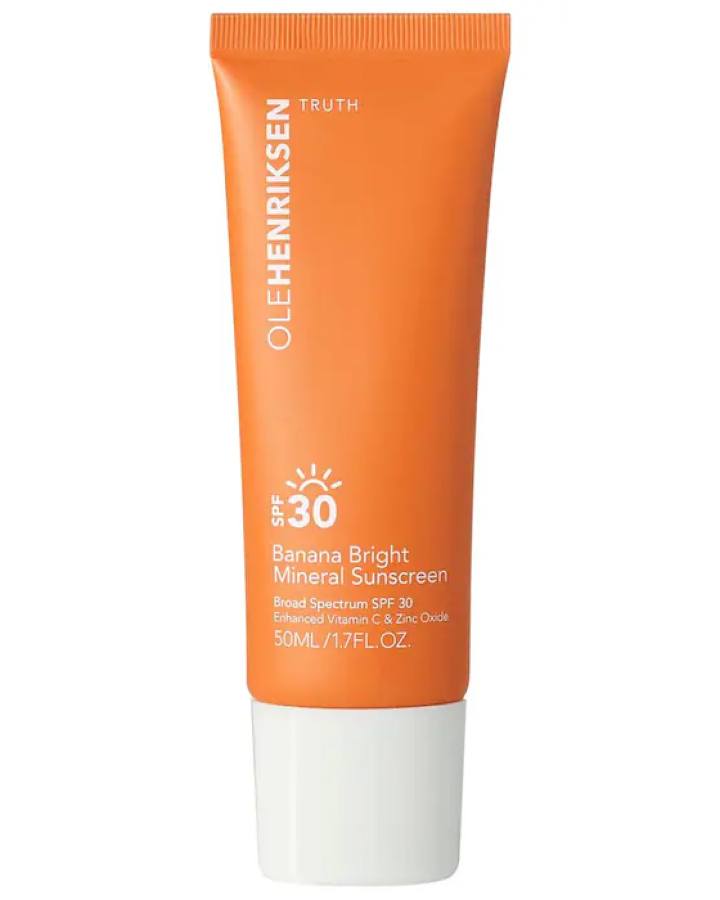 OLEHENRIKSEN
TRUTH
SPF 30
Banana Bright
Mineral Sunscreen
Broad Spectrum SPF 30
Enhanced Vitamin C & Zinc Oxide
50ML/1.7FL.OZ.